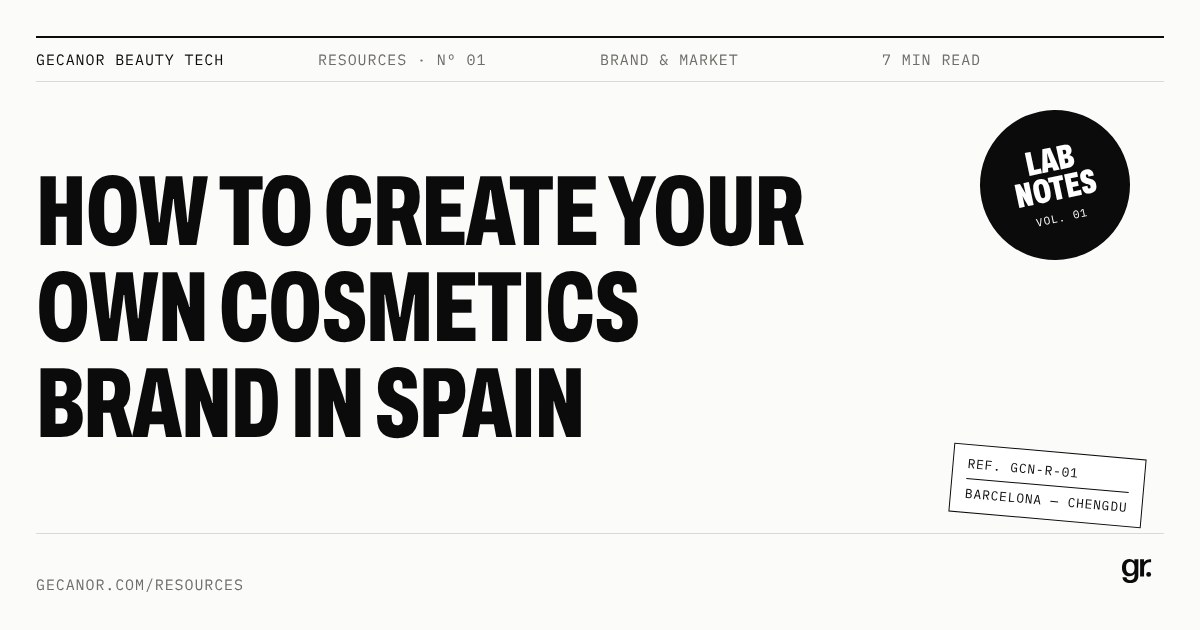 GECANOR BEAUTY TECH
RESOURCES · Nº 01
BRAND & MARKET
7 MIN READ
LAB
NOTES
VOL. 01
HOW TO CREATE YOUR
OWN COSMETICS
BRAND IN SPAIN
REF. GCN-R-01
BARCELONA — CHENGDU
GECANOR.COM/RESOURCES
gr.